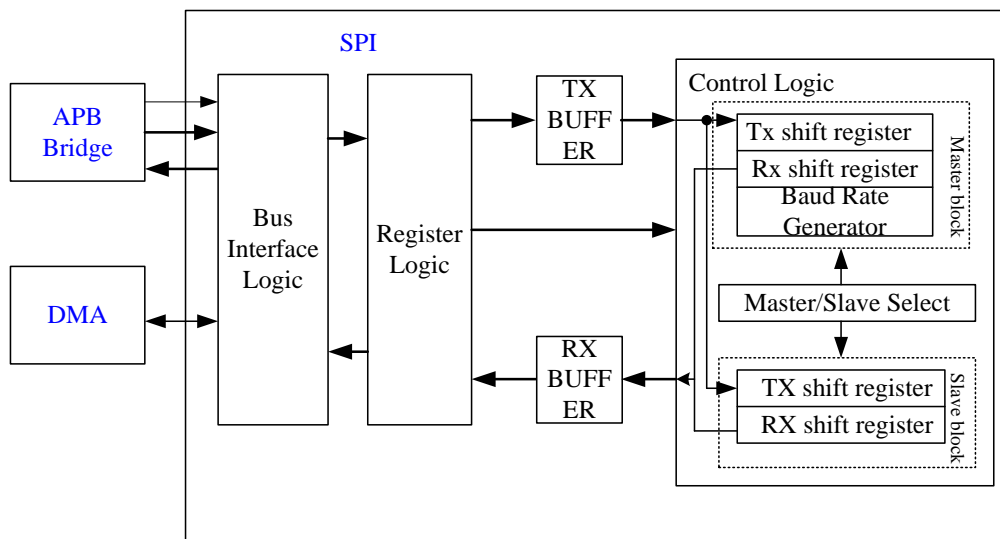 SPI
APB
Bridge
DMA
Bus
Interface
Logic
Register
Logic
TX
BUFF
ER
RX
BUFF
ER
Control Logic
Tx shift register
Rx shift register
Baud Rate
Generator
Master block
Master/Slave Select
TX shift register
RX shift register
Slave block